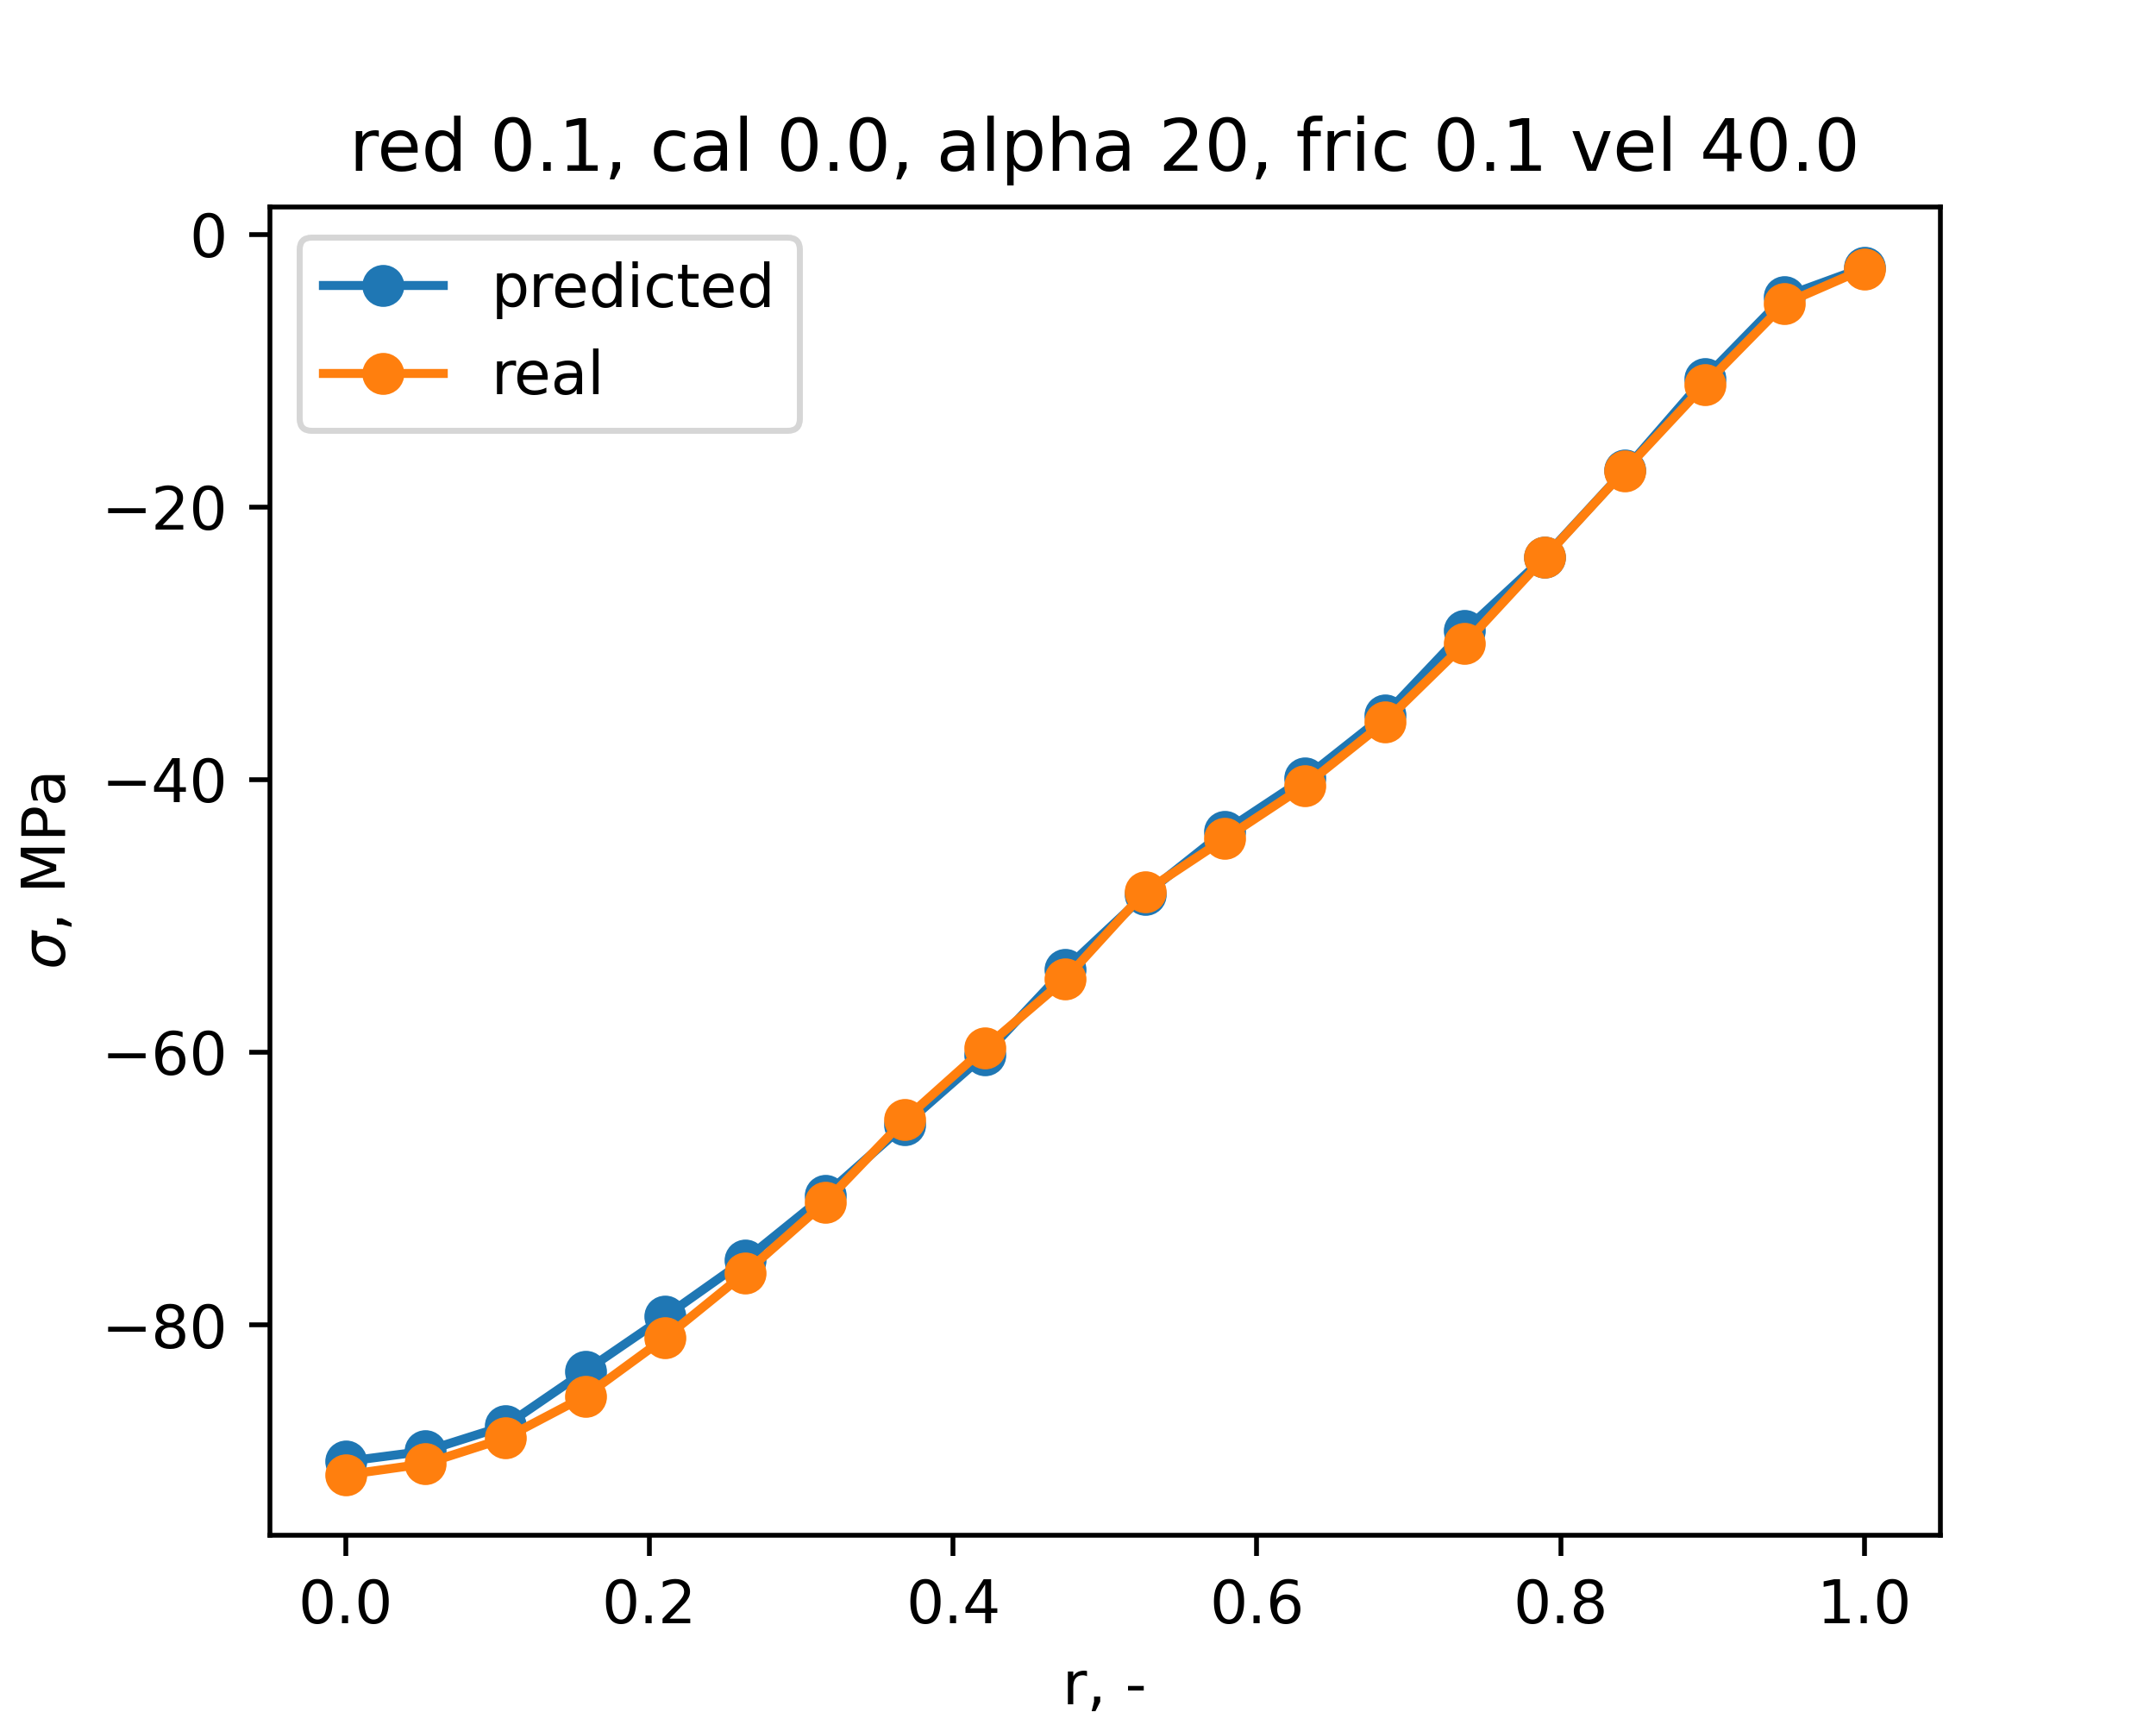 red 0.1, cal 0.0, alpha 20, fric 0.1 vel 40.0
predicted
real
0
−20
−40
−60
−80
σ, MPa
0.0 0.2 0.4 0.6 0.8 1.0
r, -